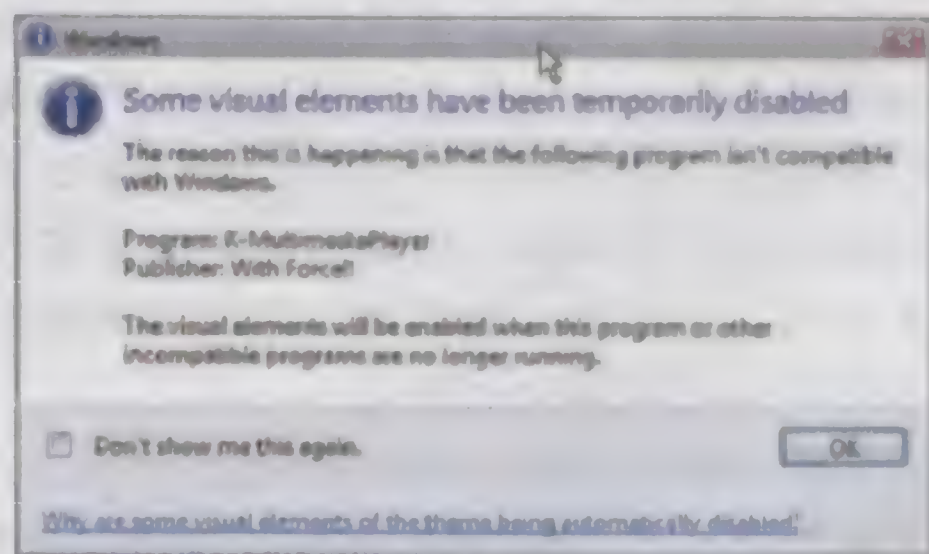 Windows
Some visual elements have been temporarily disabled
The reason this is happening is that the following program isn't compatible
with Windows.
Program: K-MultimediaPlayer
Publisher: With Forcell
The visual elements will be enabled when this program or other
incompatible programs are no longer running.
Don't show me this again.
OK
Why are some visual elements of the theme being automatically disabled?